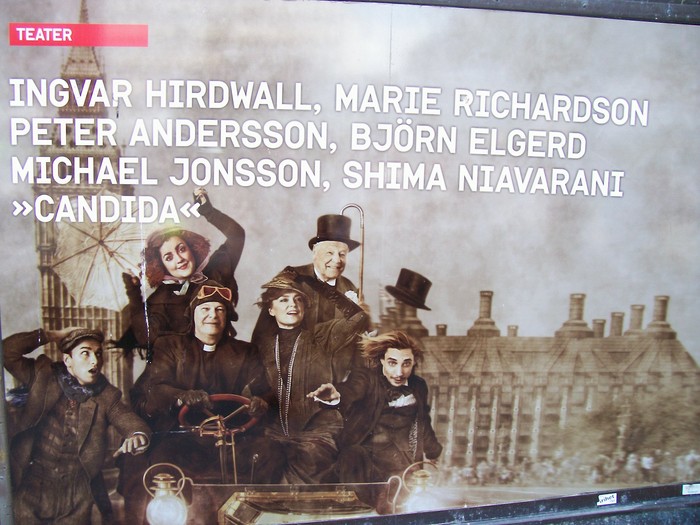 TEATER
INGVAR HIRDWALL, MARIE RICHARDSON
PETER ANDERSSON, BJÖRN ELGERD
MICHAEL JONSSON, SHIMA NIAVARANI
»CANDIDA«